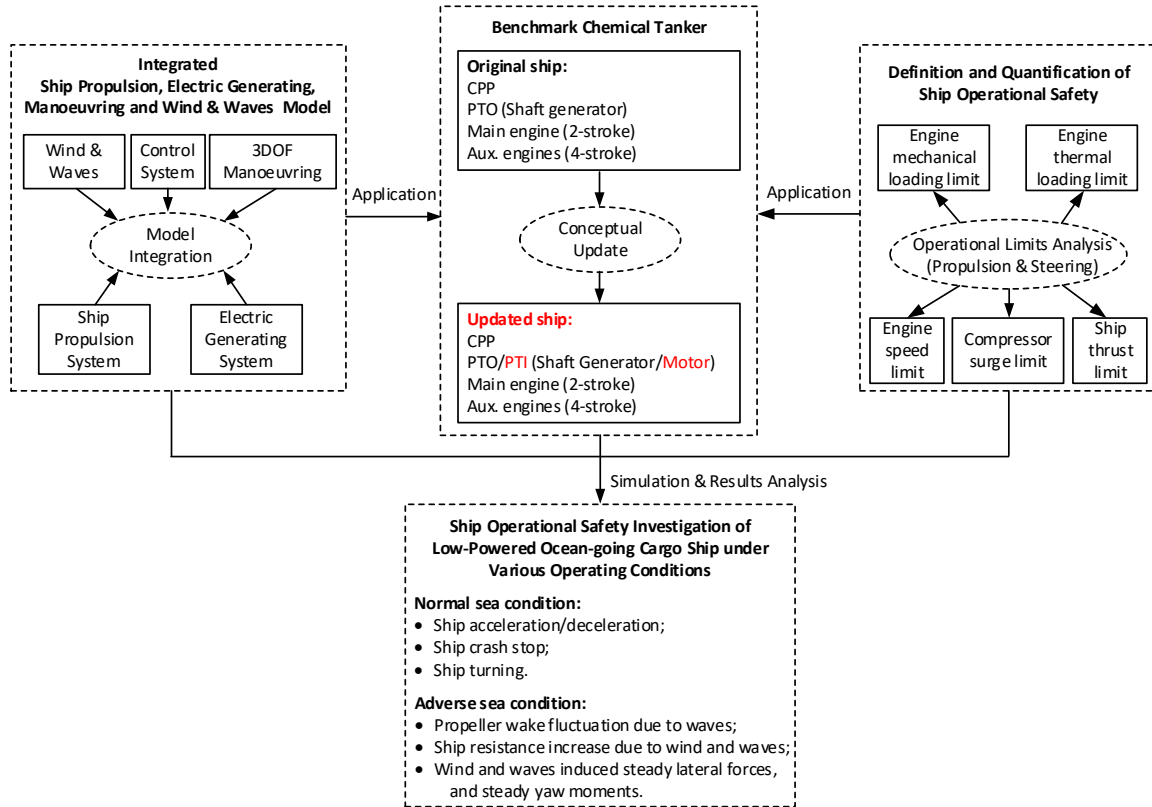 Integrated
Ship Propulsion, Electric Generating,
Manoeuvring and Wind & Waves Model
Wind &
Waves
Control
System
3DOF
Manoeuvring
Model
Integration
Ship
Propulsion
System
Electric
Generating
System
Application
Benchmark Chemical Tanker
Original ship:
CPP
PTO (Shaft generator)
Main engine (2-stroke)
Aux. engines (4-stroke)
Conceptual
Update
Updated ship:
CPP
PTO/PTI (Shaft Generator/Motor)
Main engine (2-stroke)
Aux. engines (4-stroke)
Application
Definition and Quantification of
Ship Operational Safety
Engine
mechanical
loading limit
Engine
thermal
loading limit
Operational Limits Analysis
(Propulsion & Steering)
Engine
speed
limit
Compressor
surge limit
Ship
thrust
limit
Simulation & Results Analysis
Ship Operational Safety Investigation of
Low-Powered Ocean-going Cargo Ship under
Various Operating Conditions
Normal sea condition:
• Ship acceleration/deceleration;
• Ship crash stop;
• Ship turning.
Adverse sea condition:
• Propeller wake fluctuation due to waves;
• Ship resistance increase due to wind and waves;
• Wind and waves induced steady lateral forces,
and steady yaw moments.